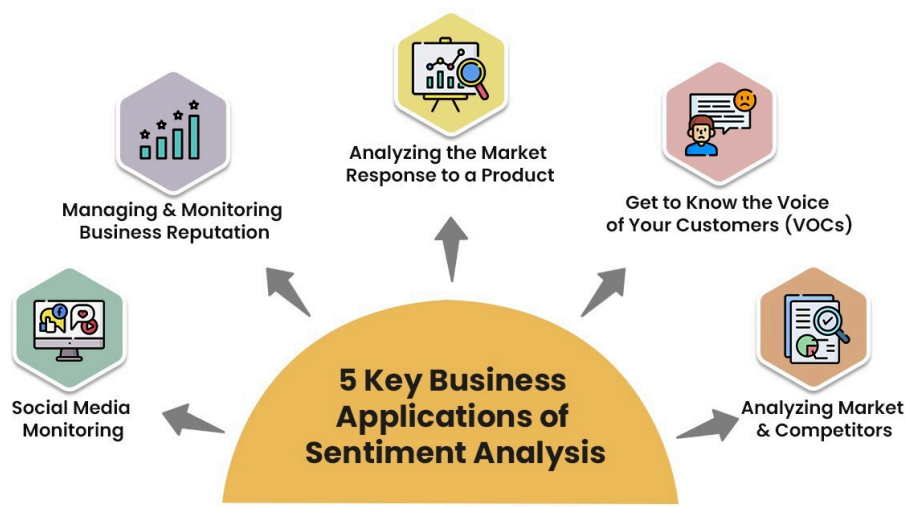 Analyzing the Market
Response to a Product
Managing & Monitoring
Business Reputation
Get to Know the Voice
of Your Customers (VOCs)
Social Media
Monitoring
5 Key Business
Applications of
Sentiment Analysis
Analyzing Market
& Competitors